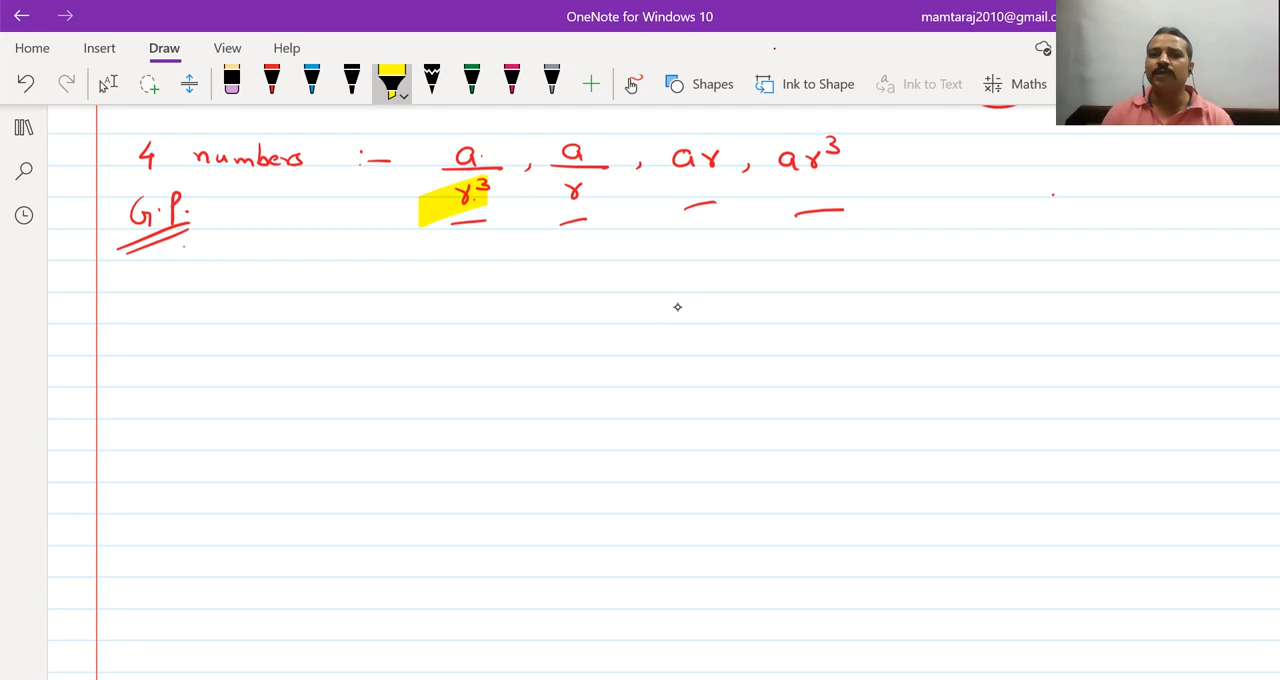 OneNote for Windows 10
mamtaraj2010@gmail.c
Home Insert Draw View Help
Shapes Ink to Shape Ink to Text Maths
4 numbers :- a/r³ , a/r , ar , ar³
G.P.